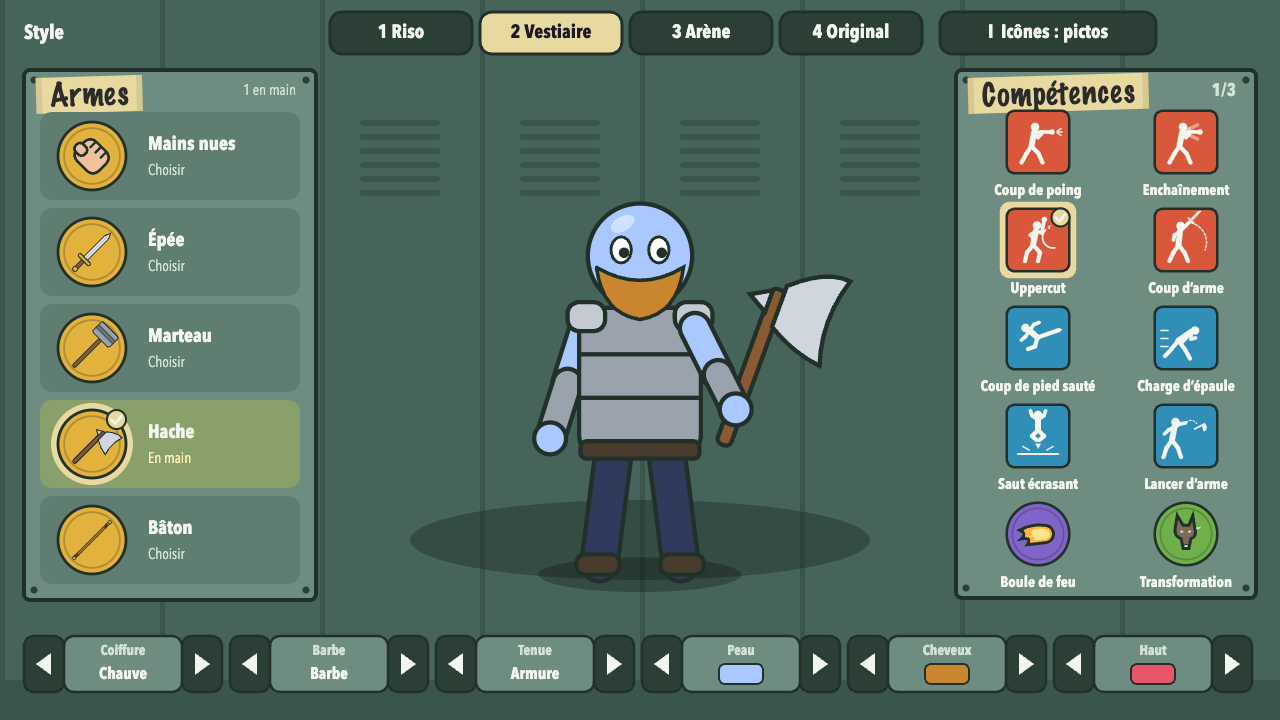 Style
1 Riso
2 Vestiaire
3 Arène
4 Original
I Icônes : pictos
Armes
1 en main
Mains nues
Choisir
Épée
Choisir
Marteau
Choisir
Hache
En main
Bâton
Choisir
Compétences
1/3
Coup de poing
Enchaînement
Uppercut
Coup d'arme
Coup de pied sauté
Charge d'épaule
Saut écrasant
Lancer d'arme
Boule de feu
Transformation
Coiffure
Chauve
Barbe
Barbe
Tenue
Armure
Peau
Cheveux
Haut